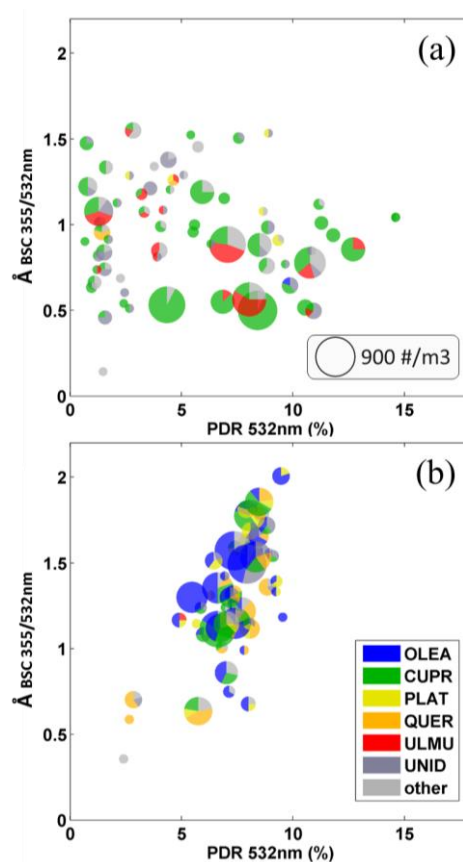 (a)
2
1.5
1
0.5
0
Å BSC 355/532nm
900 #/m3
0 5 10 15
PDR 532nm (%)
(b)
2
1.5
1
0.5
0
Å BSC 355/532nm
OLEA
CUPR
PLAT
QUER
ULMU
UNID
other
0 5 10 15
PDR 532nm (%)